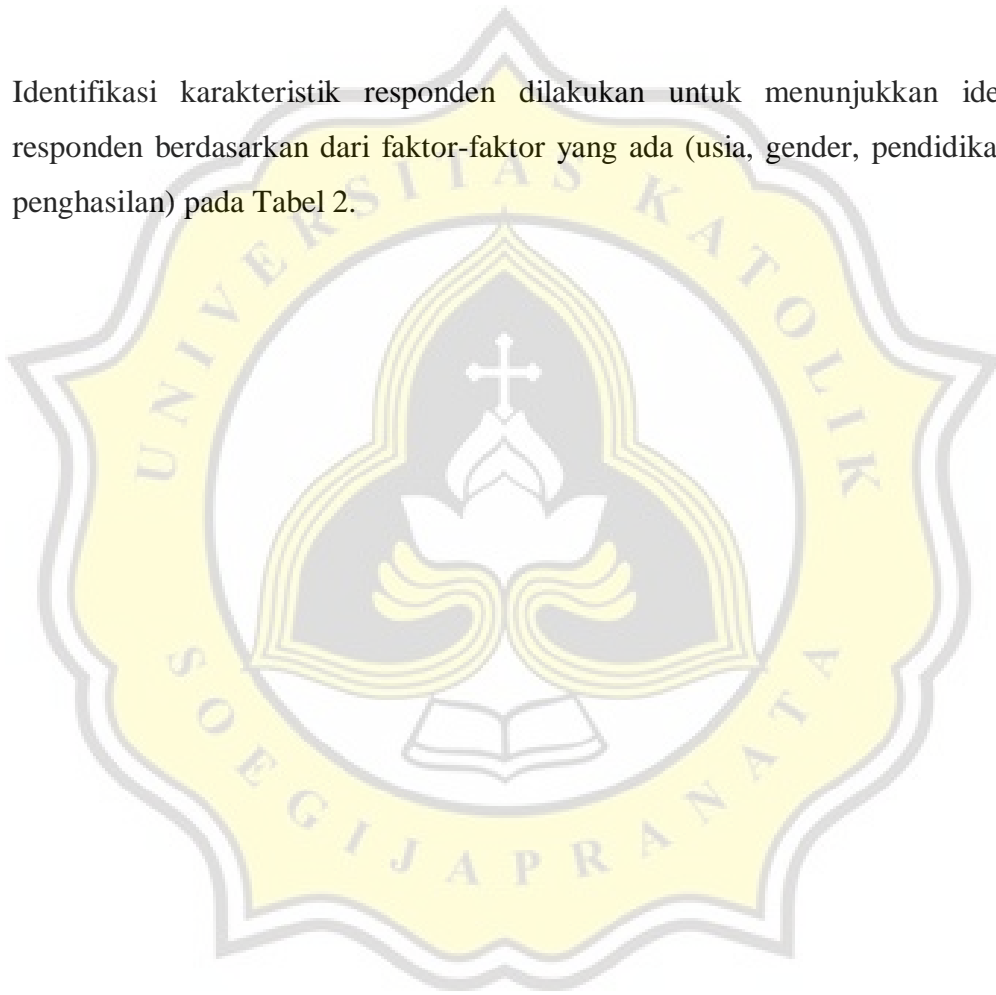 Identifikasi karakteristik responden dilakukan untuk menunjukkan ide
responden berdasarkan dari faktor-faktor yang ada (usia, gender, pendidika
penghasilan) pada Tabel 2.
UNIVERSITAS KATOLIK
SOEGIJAPRANATA